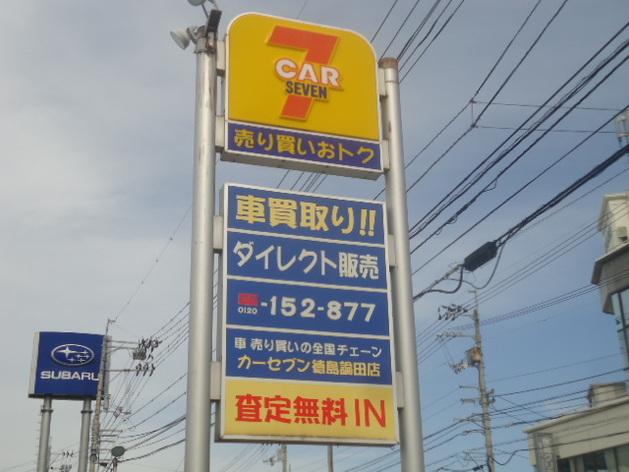 7
CAR
SEVEN
売り買いおトク
車買取り!!
ダイレクト販売
0120-152-877
車 売り買いの全国チェーン
カーセブン徳島論田店
査定無料 IN
SUBARU